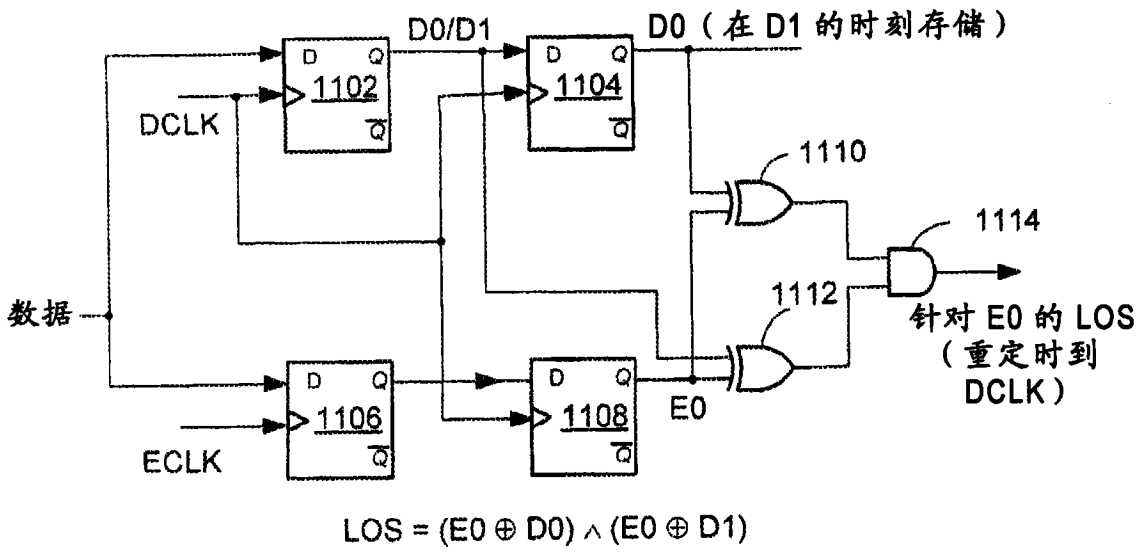 D0/D1
D0（在 D1 的时刻存储）
D Q
1102
Q̅
D Q
1104
Q̅
DCLK
1110
1114
数据
1112
针对 E0 的 LOS
（重定时到
DCLK）
D Q
1106
Q̅
D Q
1108
Q̅
E0
ECLK
LOS = (E0 ⊕ D0) ∧ (E0 ⊕ D1)